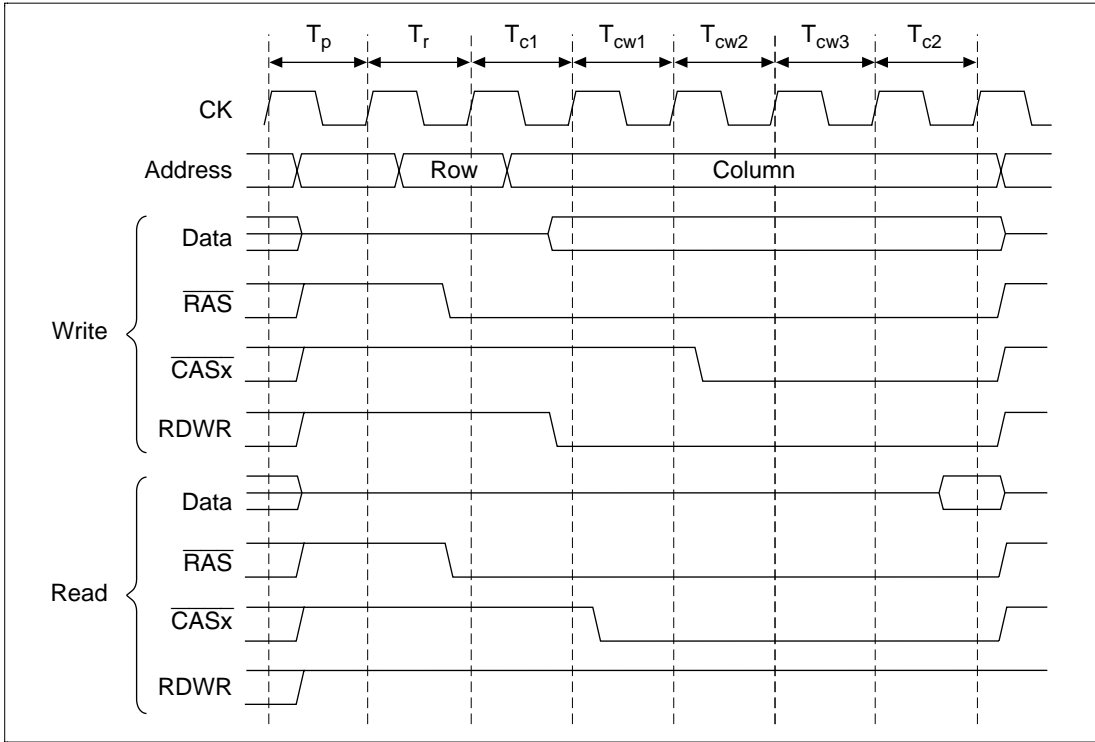 Tp Tr Tc1 Tcw1 Tcw2 Tcw3 Tc2
CK
Address Row Column
Write
Data
RAS
CASx
RDWR
Read
Data
RAS
CASx
RDWR